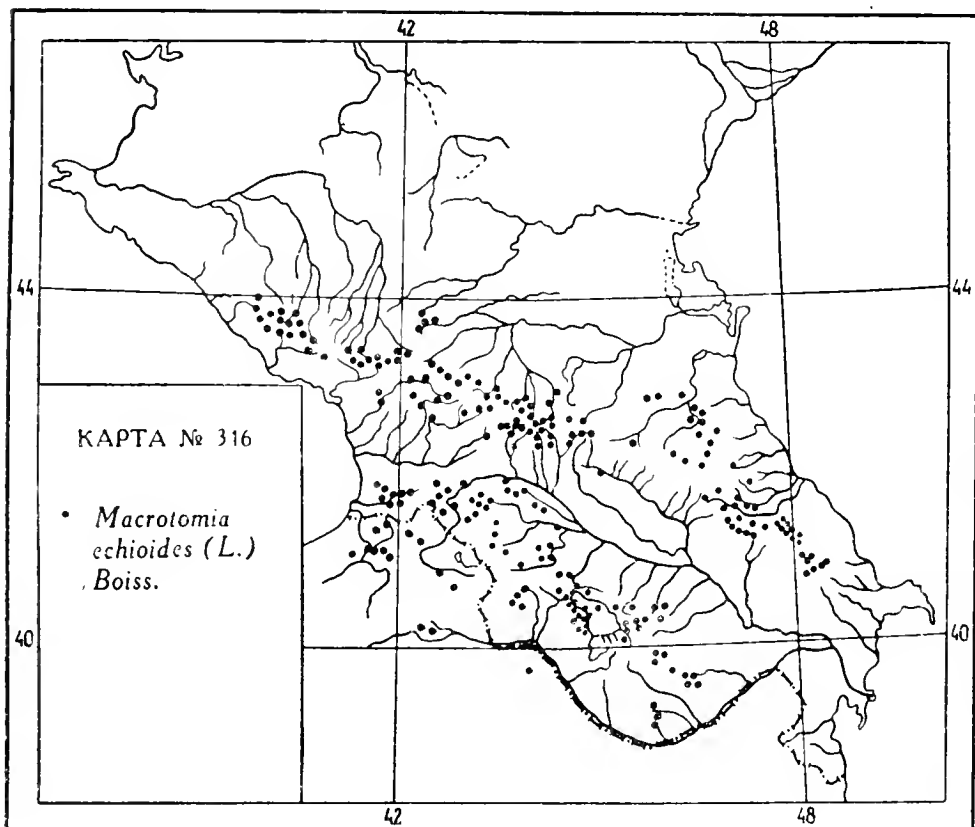 42 48
44 44
КАРТА № 316
• Macrotomia
echioides (L.)
Boiss.
40 40
42 48